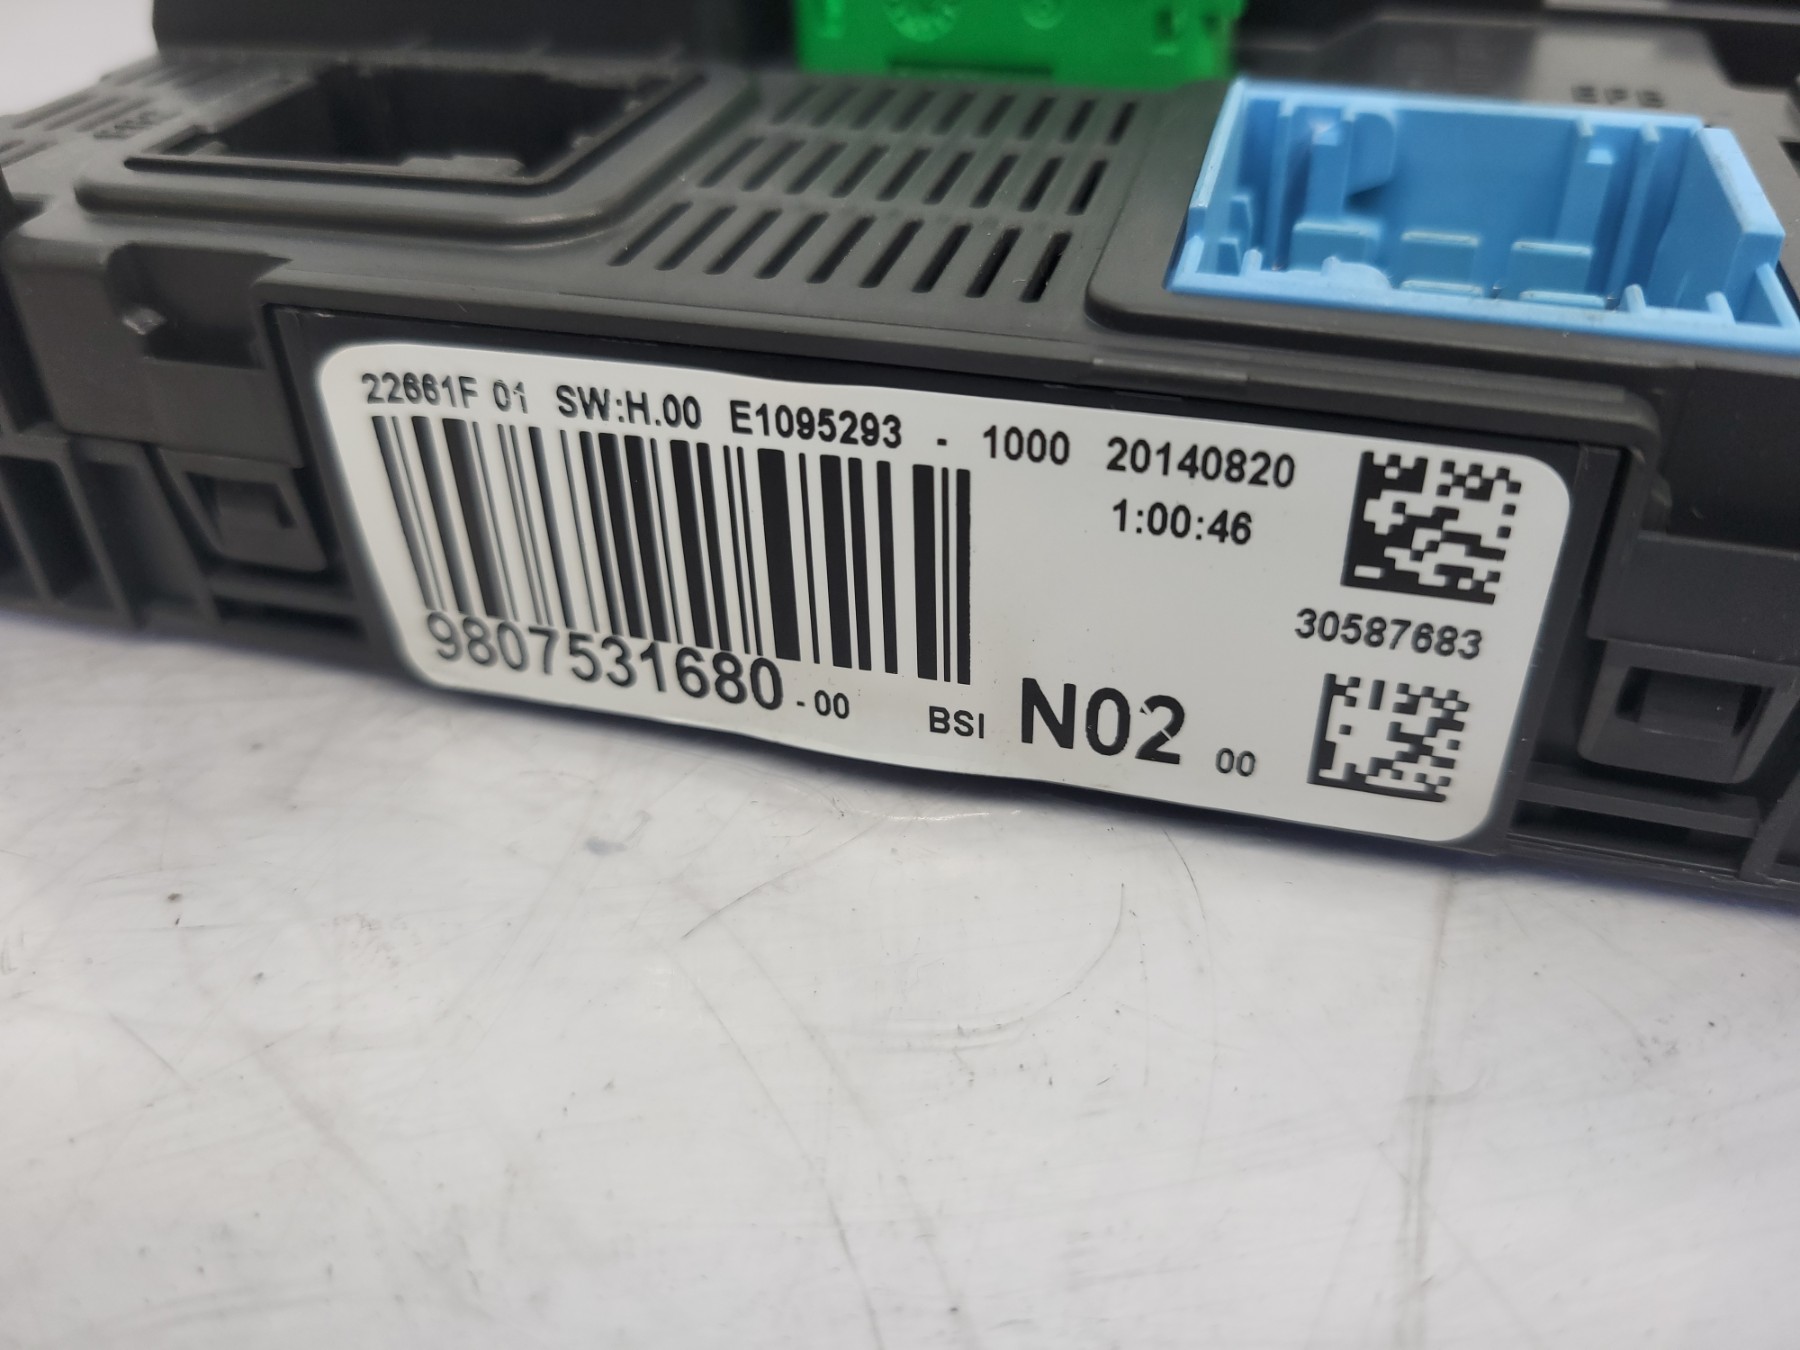 22661F 01 SW:H.00 E1095293 - 1000 20140820
1:00:46
30587683
9807531680 - 00 BSI N02 00